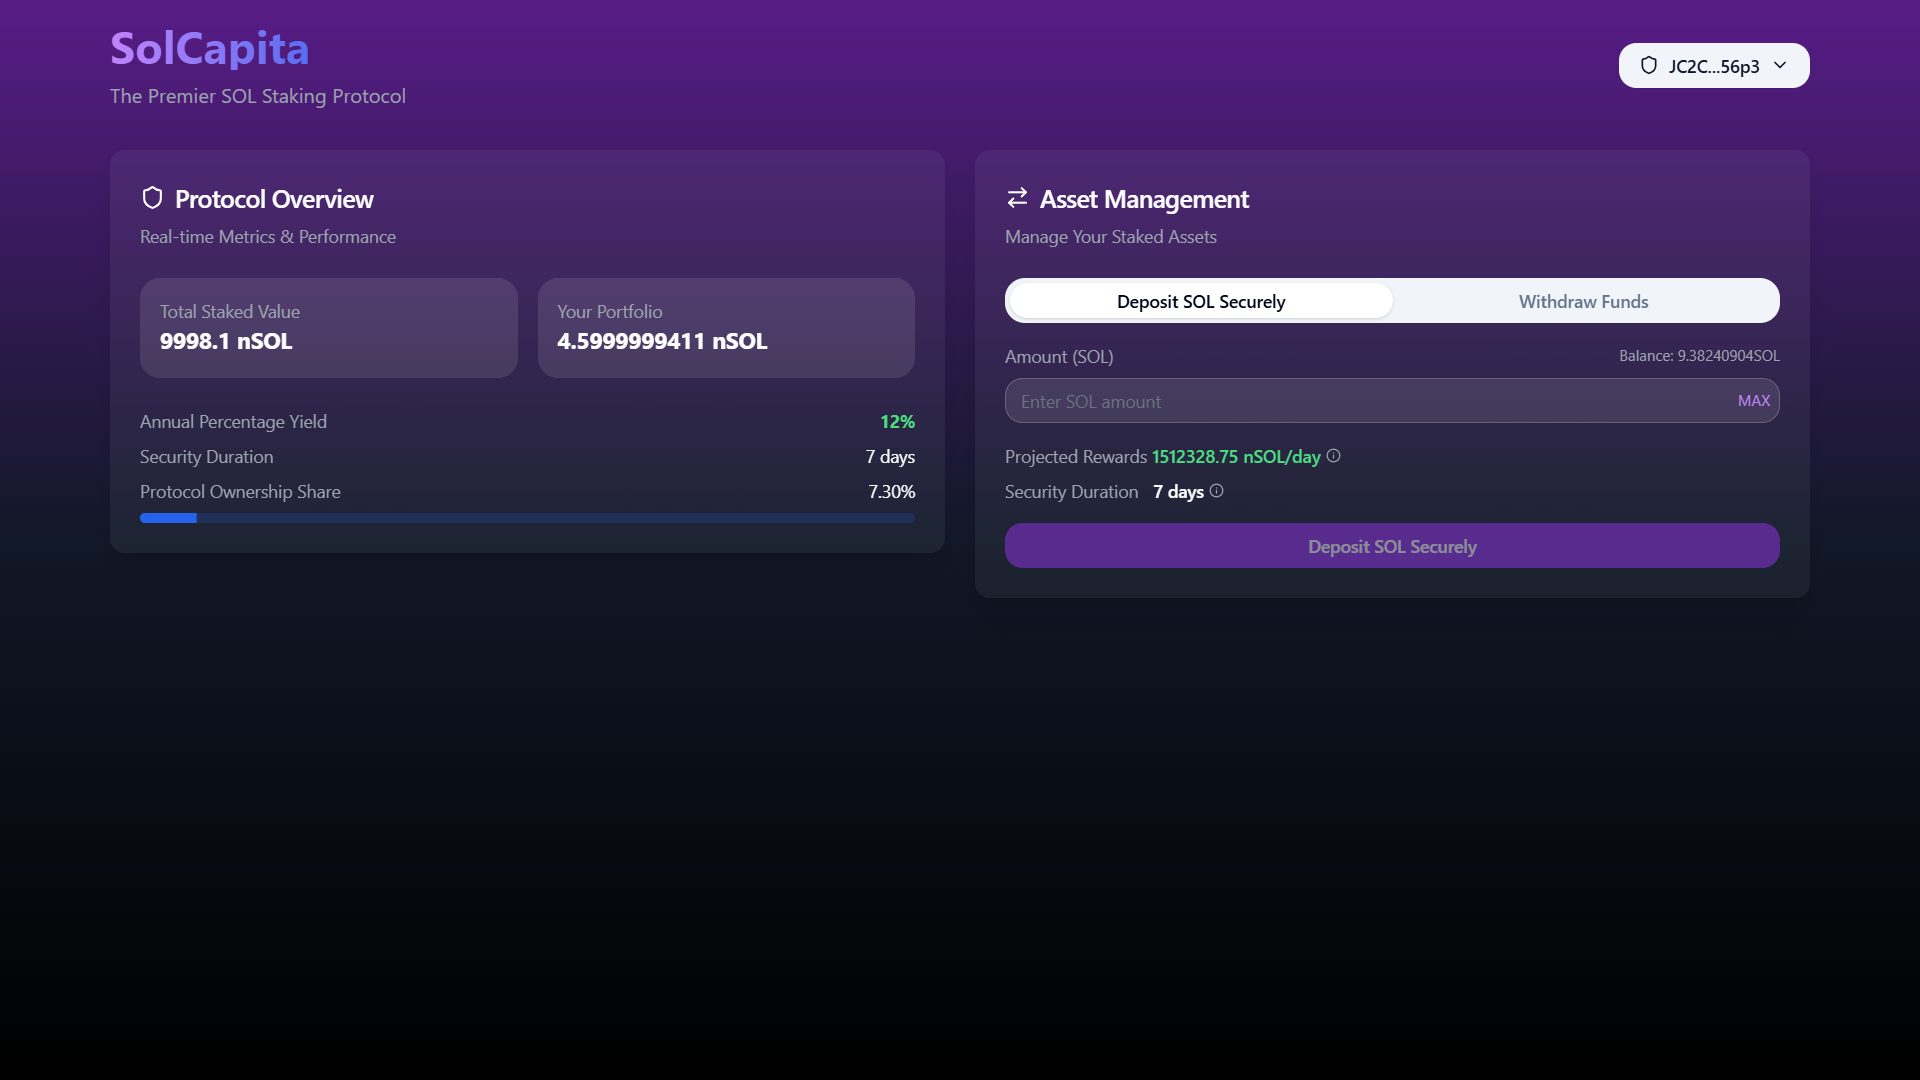 SolCapita
The Premier SOL Staking Protocol
JC2C...56p3
Protocol Overview
Real-time Metrics & Performance
Total Staked Value
9998.1 nSOL
Your Portfolio
4.5999999411 nSOL
Annual Percentage Yield 12%
Security Duration 7 days
Protocol Ownership Share 7.30%
Asset Management
Manage Your Staked Assets
Deposit SOL Securely Withdraw Funds
Amount (SOL) Balance: 9.38240904SOL
Enter SOL amount MAX
Projected Rewards 1512328.75 nSOL/day
Security Duration 7 days
Deposit SOL Securely